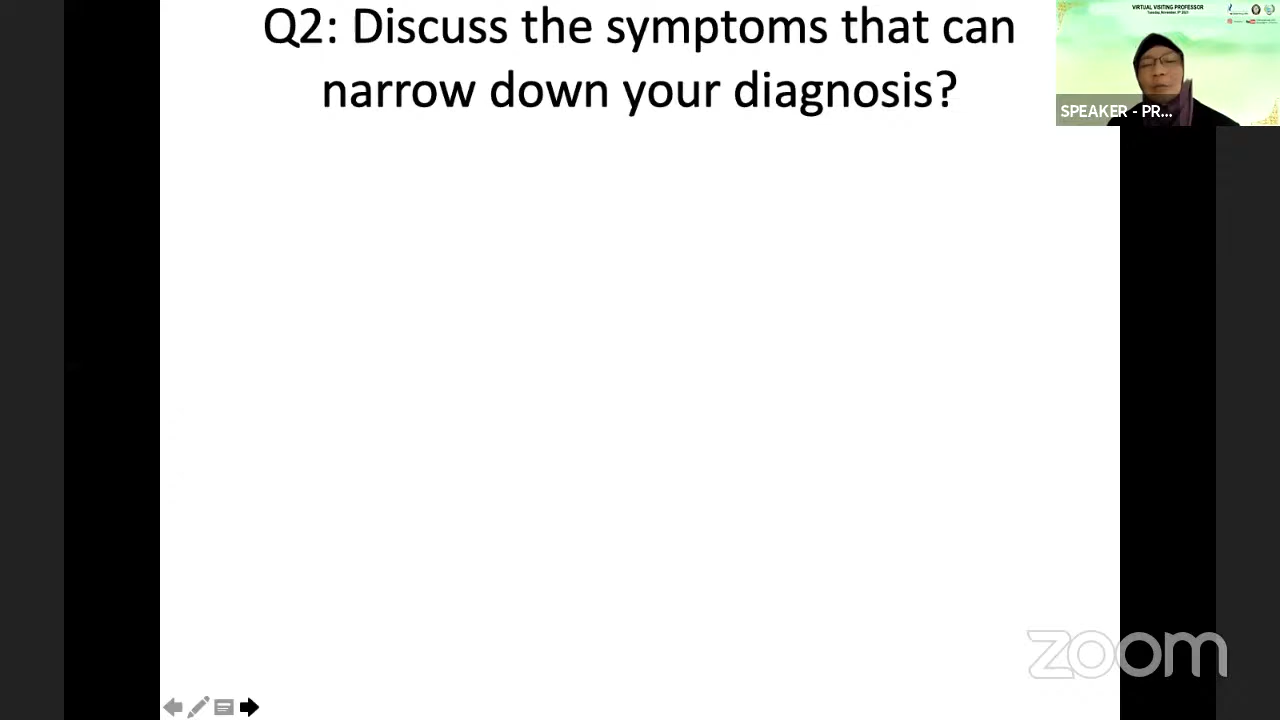 Q2: Discuss the symptoms that can
narrow down your diagnosis?
VIRTUAL VISITING PROFESSOR
SPEAKER - PR...
zoom